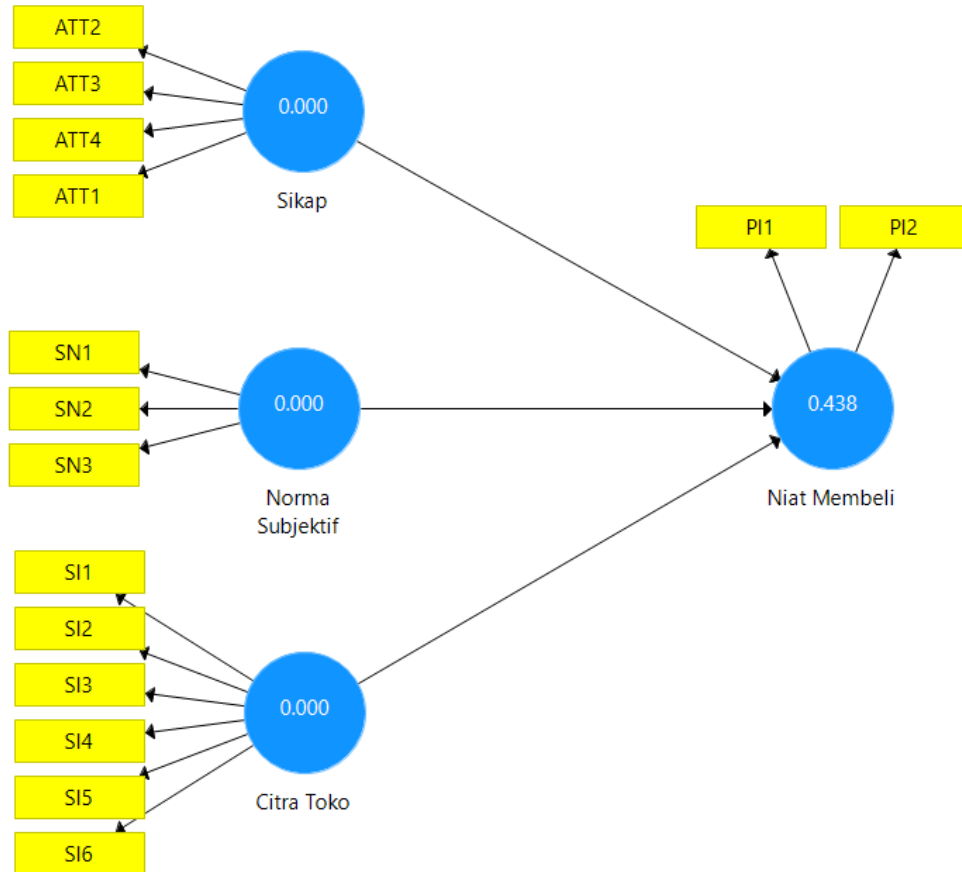 ATT2
ATT3
ATT4
ATT1
0.000
Sikap
PI1
PI2
SN1
SN2
SN3
0.000
Norma
Subjektif
0.438
Niat Membeli
SI1
SI2
SI3
SI4
SI5
SI6
0.000
Citra Toko